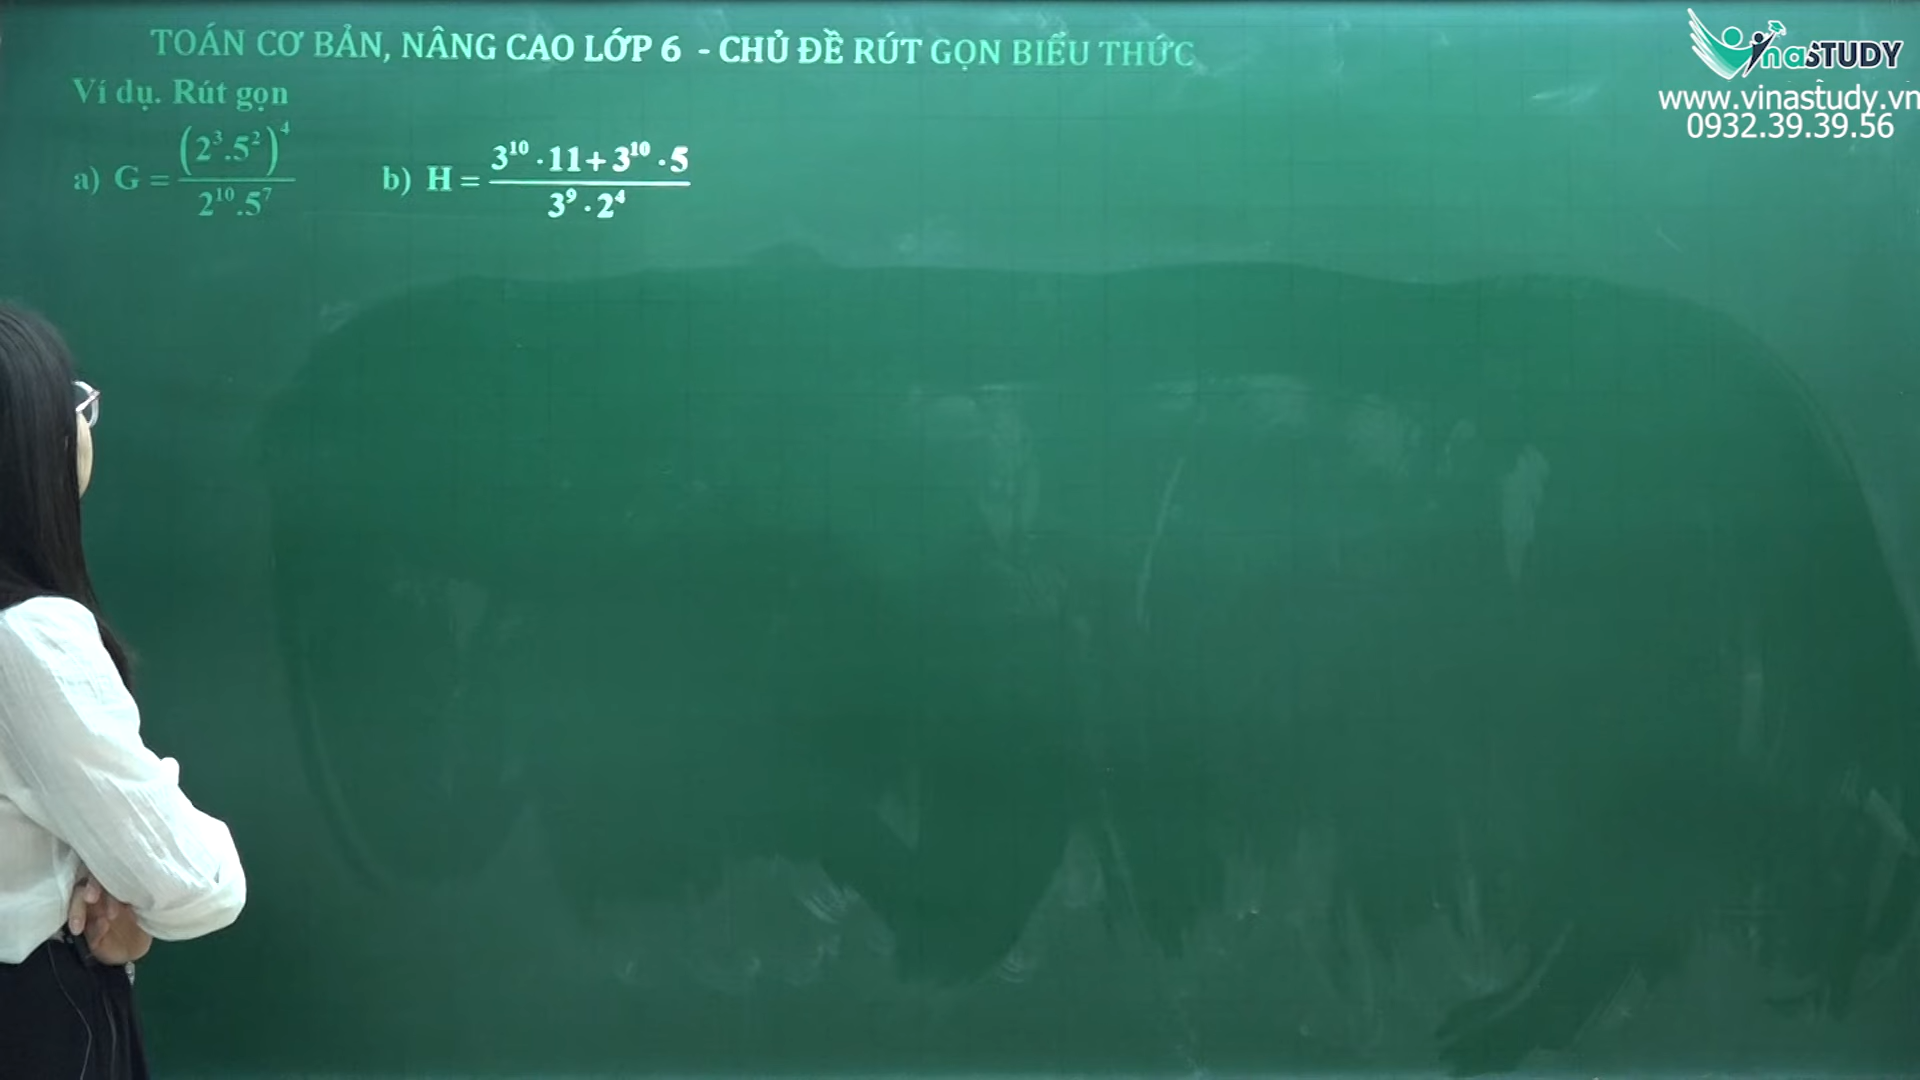 TOÁN CƠ BẢN, NÂNG CAO LỚP 6 - CHỦ ĐỀ RÚT GỌN BIỂU THỨC
Ví dụ. Rút gọn
a) G = (2³.5²)⁴ / 2¹⁰.5⁷
b) H = 3¹⁰·11+3¹⁰·5 / 3⁹·2⁴
VinaSTUDY
www.vinastudy.vn
0932.39.39.56